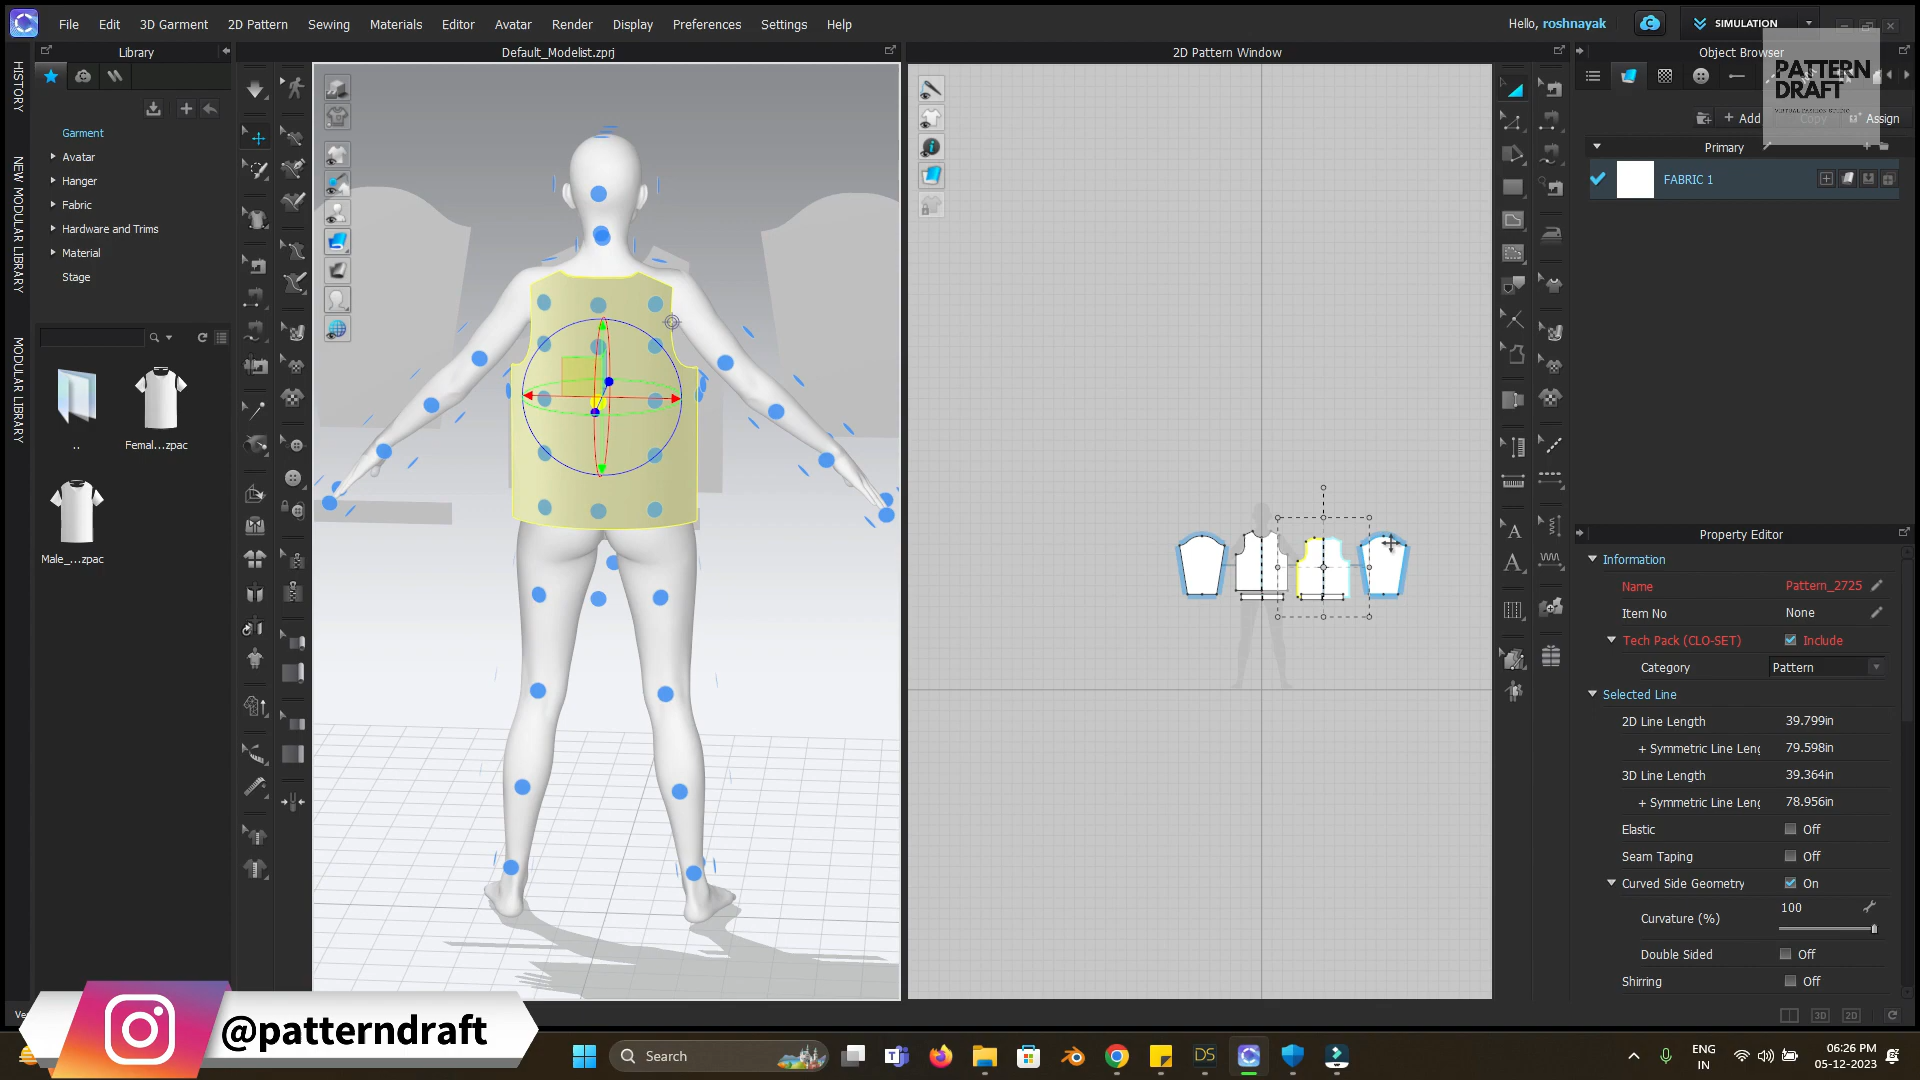 File
Edit
3D Garment
2D Pattern
Sewing
Materials
Editor
Avatar
Render
Display
Preferences
Settings
Help
Hello, roshnayak
SIMULATION
Library
Default_Modelist.zprj
2D Pattern Window
Object Browser
PATTERN
DRAFT
HISTORY
NEW MODULAR LIBRARY
MODULAR LIBRARY
Garment
Avatar
Hanger
Fabric
Hardware and Trims
Material
Stage
..
Femal...zpac
Male_...zpac
+ Add
Copy
Assign
Primary
FABRIC 1
Property Editor
Information
Name
Pattern_2725
Item No
None
Tech Pack (CLO-SET)
Include
Category
Pattern
Selected Line
2D Line Length
39.799in
+ Symmetric Line Leng
79.598in
3D Line Length
39.364in
+ Symmetric Line Leng
78.956in
Elastic
Off
Seam Taping
Off
Curved Side Geometry
On
Curvature (%)
100
Double Sided
Off
Shirring
Off
3D
2D
@patterndraft
Search
DS
ENG
IN
06:26 PM
05-12-2023